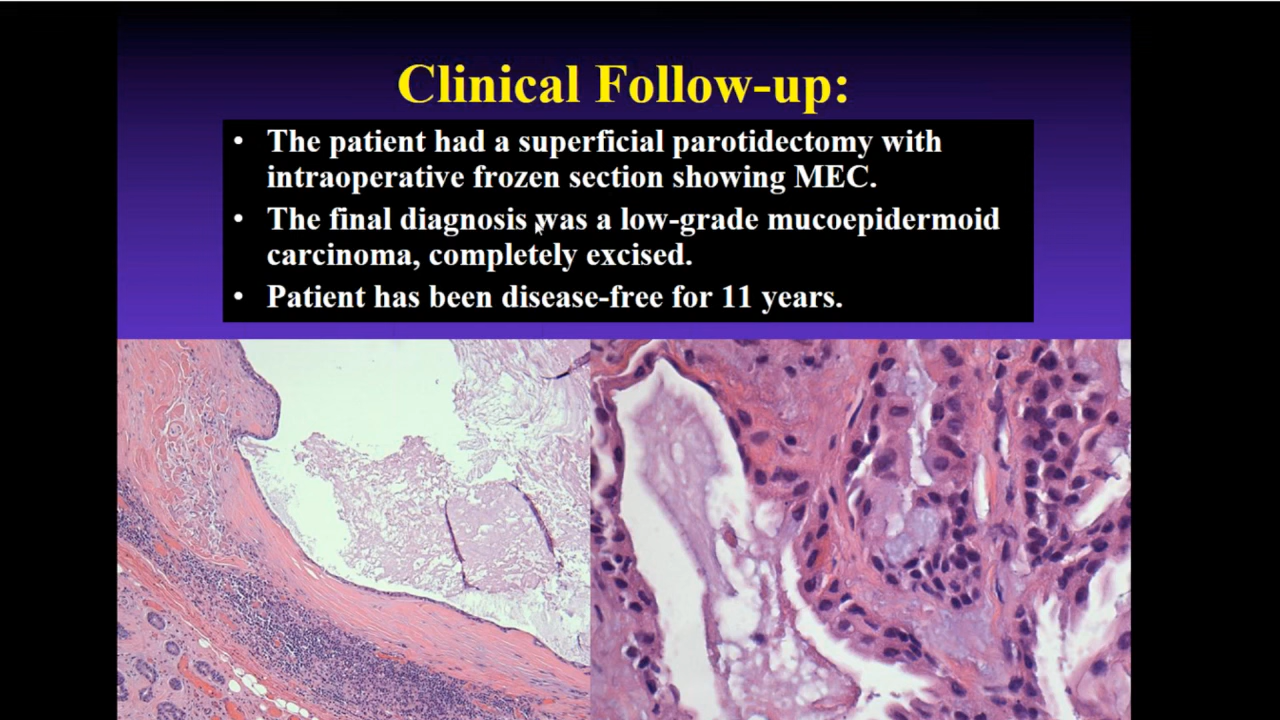 Clinical Follow-up:
• The patient had a superficial parotidectomy with
intraoperative frozen section showing MEC.
• The final diagnosis was a low-grade mucoepidermoid
carcinoma, completely excised.
• Patient has been disease-free for 11 years.